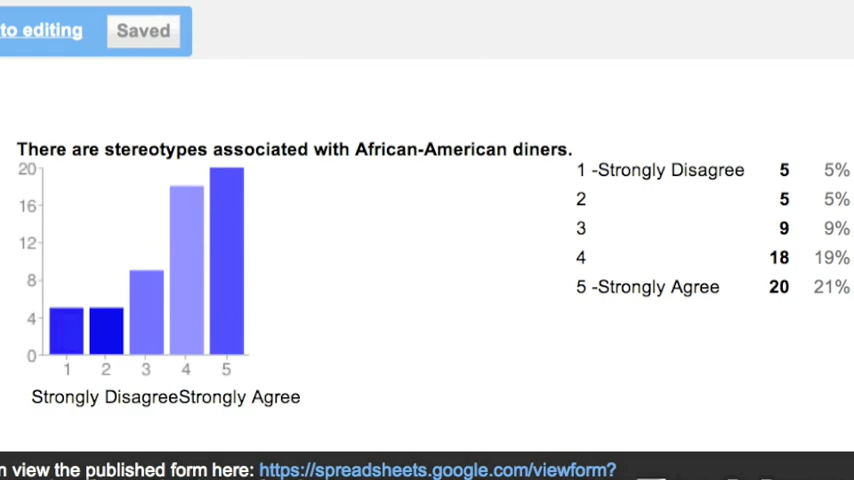 to editing Saved
There are stereotypes associated with African-American diners.
20
16
12
8
4
0
1 2 3 4 5
Strongly DisagreeStrongly Agree
1 -Strongly Disagree 5 5%
2 5 5%
3 9 9%
4 18 19%
5 -Strongly Agree 20 21%
n view the published form here: https://spreadsheets.google.com/viewform?